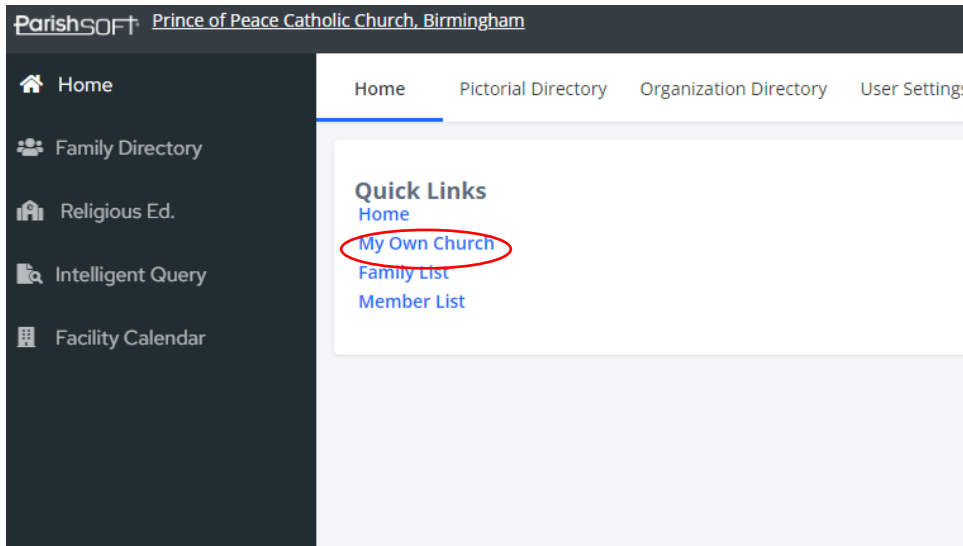 ParishSOFT Prince of Peace Catholic Church, Birmingham
Home
Family Directory
Religious Ed.
Intelligent Query
Facility Calendar
Home Pictorial Directory Organization Directory User Settings
Quick Links
Home
My Own Church
Family List
Member List